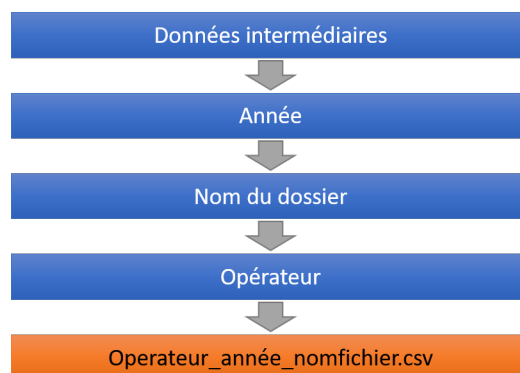 Données intermédiaires
Année
Nom du dossier
Opérateur
Operateur_année_nomfichier.csv